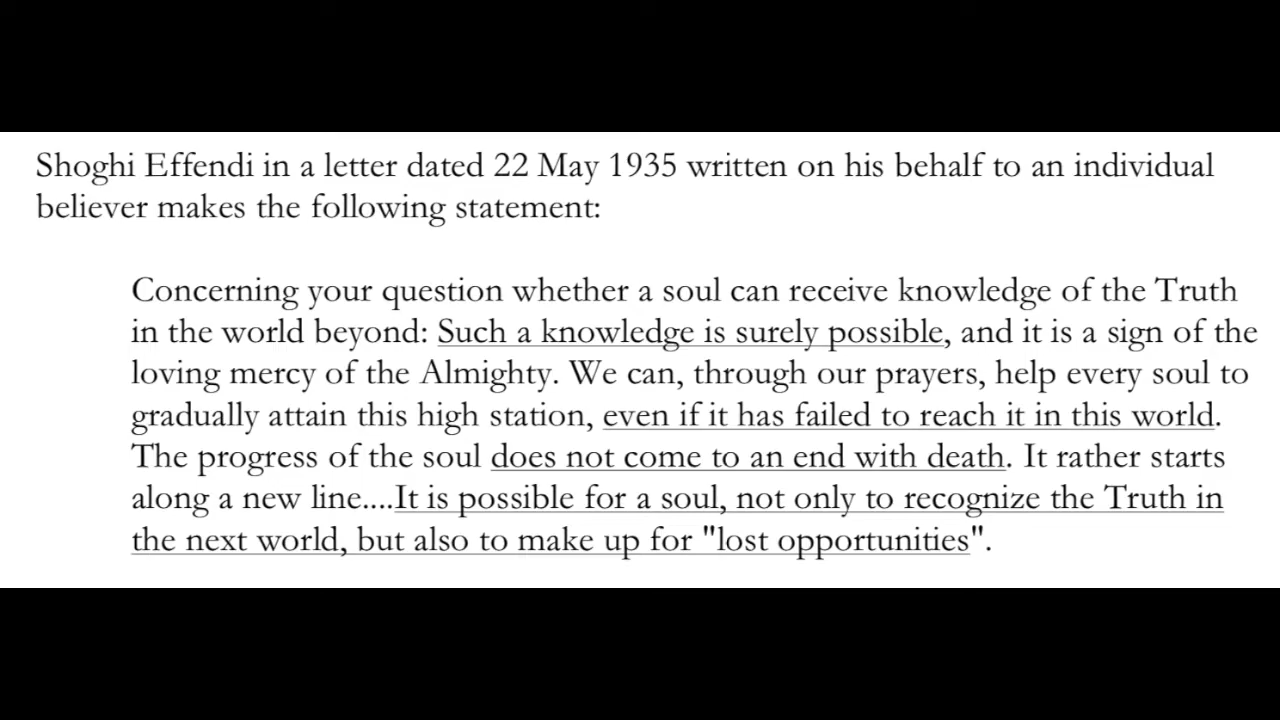 Shoghi Effendi in a letter dated 22 May 1935 written on his behalf to an individual
believer makes the following statement:
Concerning your question whether a soul can receive knowledge of the Truth
in the world beyond: Such a knowledge is surely possible, and it is a sign of the
loving mercy of the Almighty. We can, through our prayers, help every soul to
gradually attain this high station, even if it has failed to reach it in this world.
The progress of the soul does not come to an end with death. It rather starts
along a new line....It is possible for a soul, not only to recognize the Truth in
the next world, but also to make up for "lost opportunities".